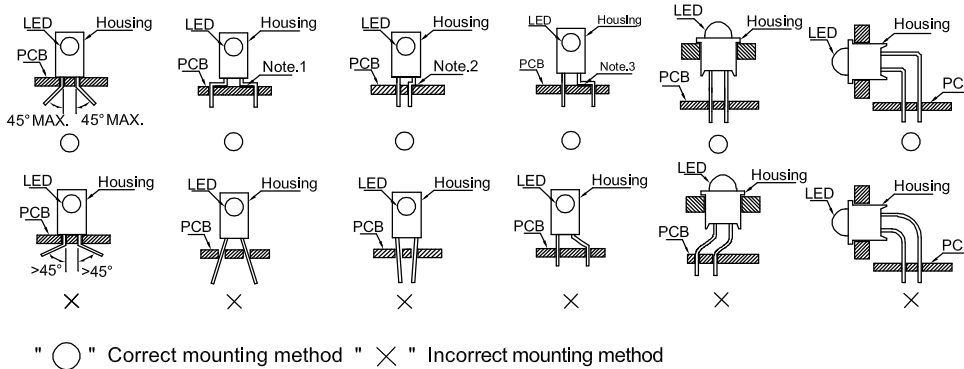 LED Housing LED Housing LED Housing LED Housing LED Housing Housing
PCB PCB Note.1 PCB Note.2 PCB Note.3 PCB LED PC
45° MAX. 45° MAX.
LED Housing LED Housing LED Housing LED Housing LED Housing Housing
PCB PCB PCB PCB PCB LED PC
>45° >45°
" ◯ " Correct mounting method " ✕ " Incorrect mounting method